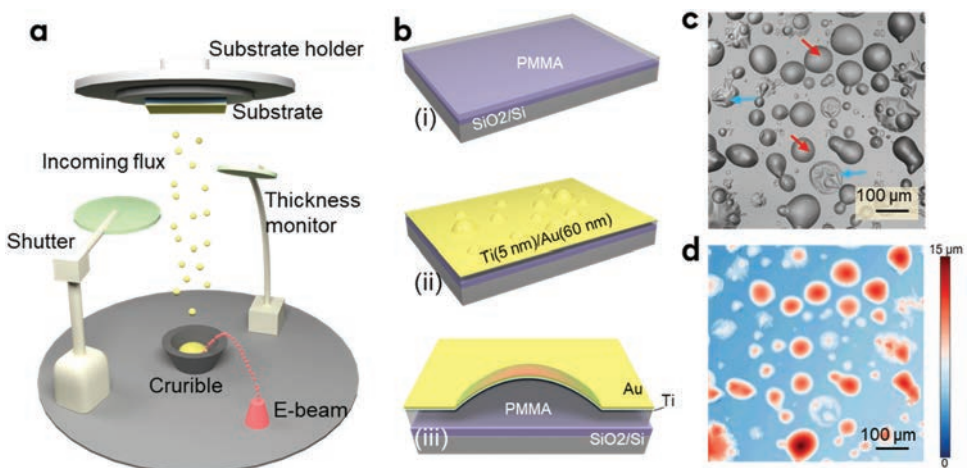 a
Substrate holder
Substrate
Incoming flux
Thickness
monitor
Shutter
Crurible
E-beam
b
PMMA
SiO2/Si
(i)
Ti(5 nm)/Au(60 nm)
(ii)
Au
Ti
PMMA
SiO2/Si
(iii)
c
100 µm
d
15 µm
100 µm
0